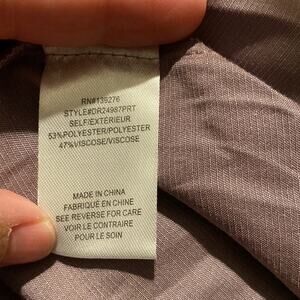 RN#139276
STYLE#DR24987PRT
SELF/EXTÉRIEUR
53%POLYESTER/POLYESTER
47%VISCOSE/VISCOSE
MADE IN CHINA
FABRIQUÉ EN CHINE
SEE REVERSE FOR CARE
VOIR LE CONTRAIRE
POUR LE SOIN